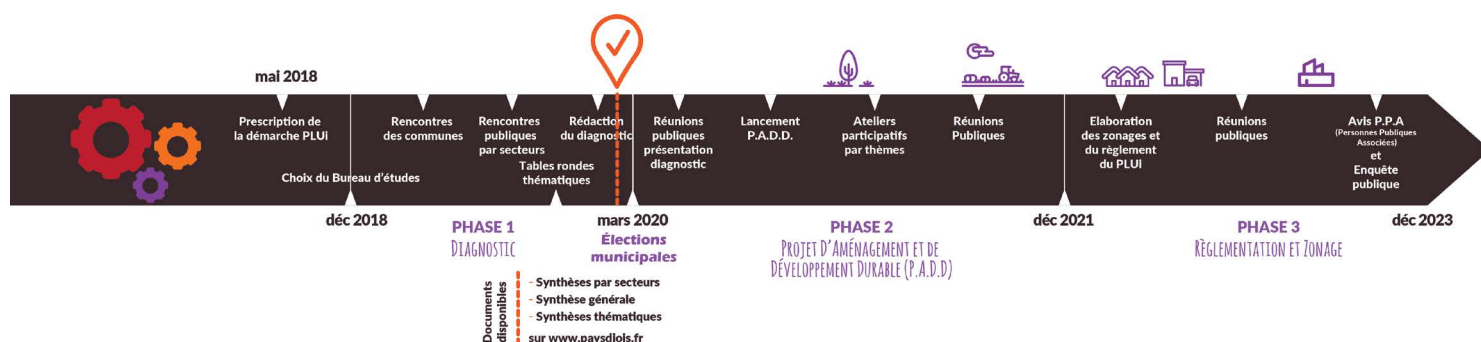 mai 2018
Prescription de
la démarche PLUi
Choix du Bureau d'études
déc 2018
Rencontres
des communes
Rencontres
publiques
par secteurs
Tables rondes
thématiques
Rédaction
du diagnostic
Réunions
publiques
présentation
diagnostic
Lancement
P.A.D.D.
Ateliers
participatifs
par thèmes
Réunions
Publiques
Elaboration
des zonages et
du règlement
du PLUi
Réunions
publiques
Avis P.P.A
(Personnes Publiques
Associées)
et
Enquête
publique
PHASE 1
DIAGNOSTIC
mars 2020
Élections
municipales
PHASE 2
PROJET D'AMÉNAGEMENT ET DE
DÉVELOPPEMENT DURABLE (P.A.D.D)
déc 2021
PHASE 3
RÈGLEMENTATION ET ZONAGE
déc 2023
Documents
disponibles
- Synthèses par secteurs
- Synthèse générale
- Synthèses thématiques
sur www.paysdiois.fr